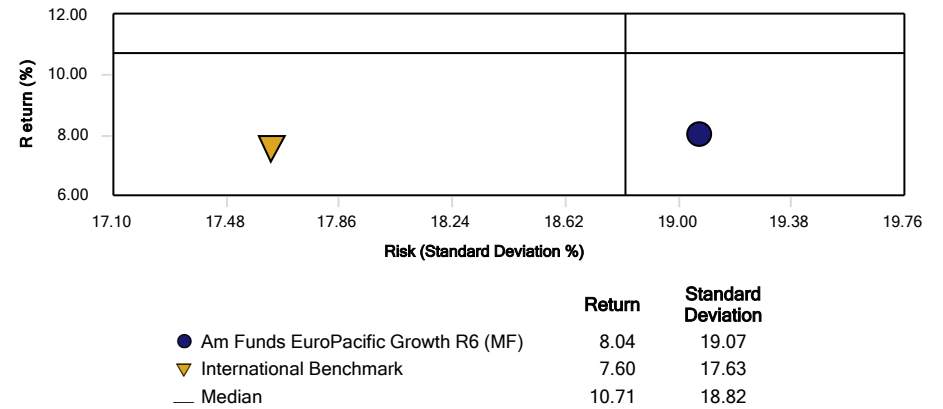 12.00
10.00
8.00
6.00
Return (%)
17.10 17.48 17.86 18.24 18.62 19.00 19.38 19.76
Risk (Standard Deviation %)
Return Standard Deviation
Am Funds EuroPacific Growth R6 (MF) 8.04 19.07
International Benchmark 7.60 17.63
Median 10.71 18.82